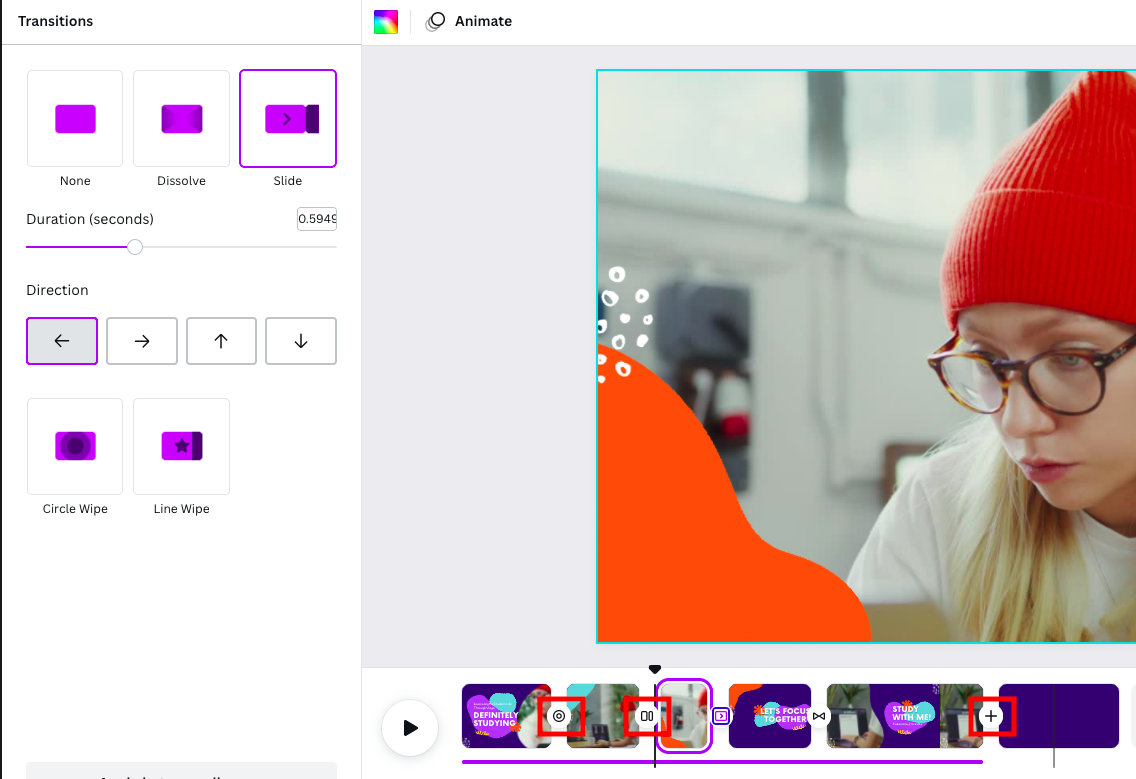 Transitions
Animate
None
Dissolve
Slide
Duration (seconds)
0.5949
Direction
Circle Wipe
Line Wipe
DEFINITELY
STUDYING
LET'S FOCUS
TOGETHER
STUDY
WITH ME!